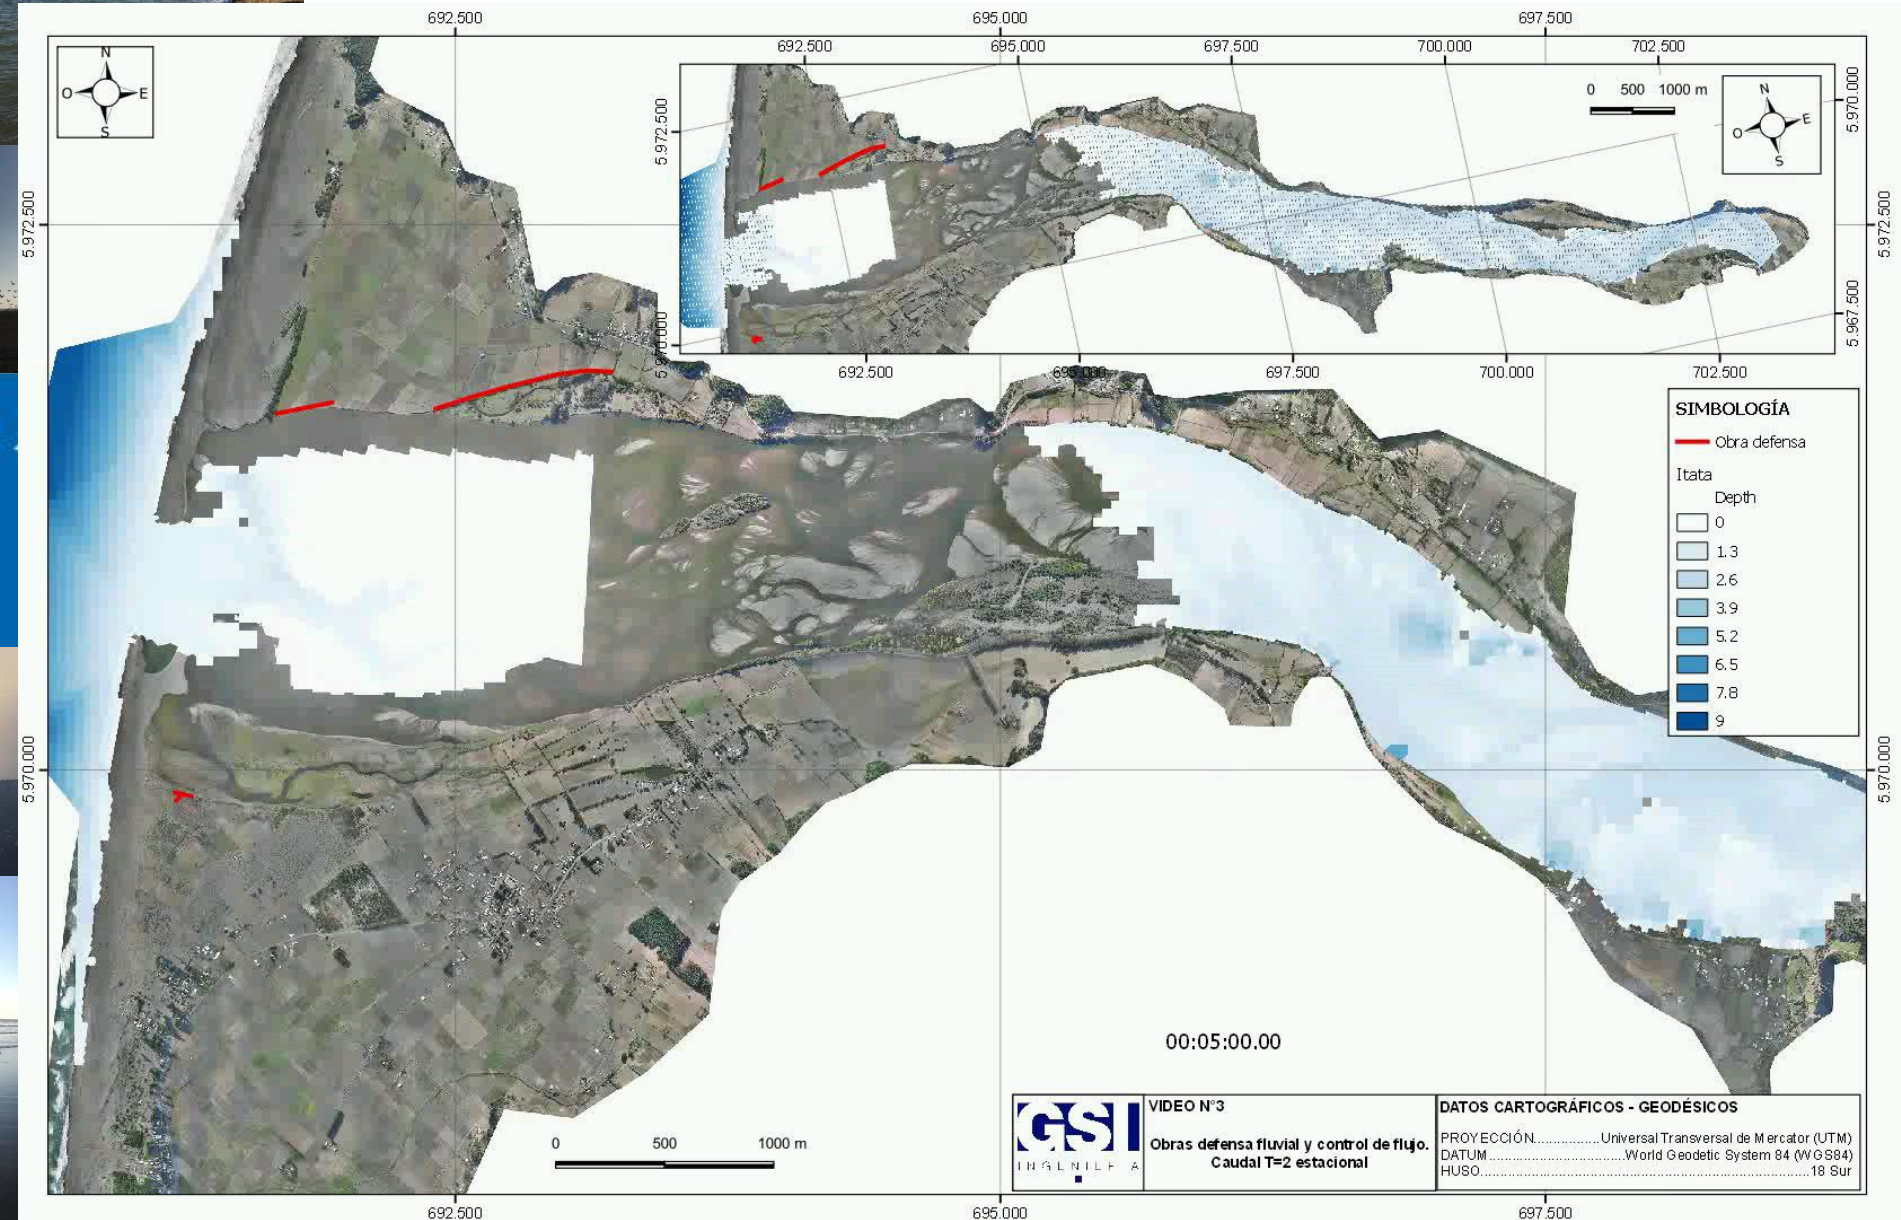 692.500 695.000 697.500
692.500 695.000 697.500 700.000 702.500
N
O E
S
0 500 1000 m
N
O E
S
5.972.500
5.970.000
5.970.000
5.967.500
692.500 695.000 697.500 700.000 702.500
5.972.500
5.970.000
5.972.500
5.970.000
SIMBOLOGÍA
Obra defensa
Itata
Depth
0
1.3
2.6
3.9
5.2
6.5
7.8
9
00:05:00.00
0 500 1000 m
GSI
INGENIERIA
VIDEO N°3
Obras defensa fluvial y control de flujo.
Caudal T=2 estacional
DATOS CARTOGRÁFICOS - GEODÉSICOS
PROYECCIÓN................Universal Transversal de Mercator (UTM)
DATUM.................................World Geodetic System 84 (WGS84)
HUSO................................................................18 Sur
692.500 695.000 697.500